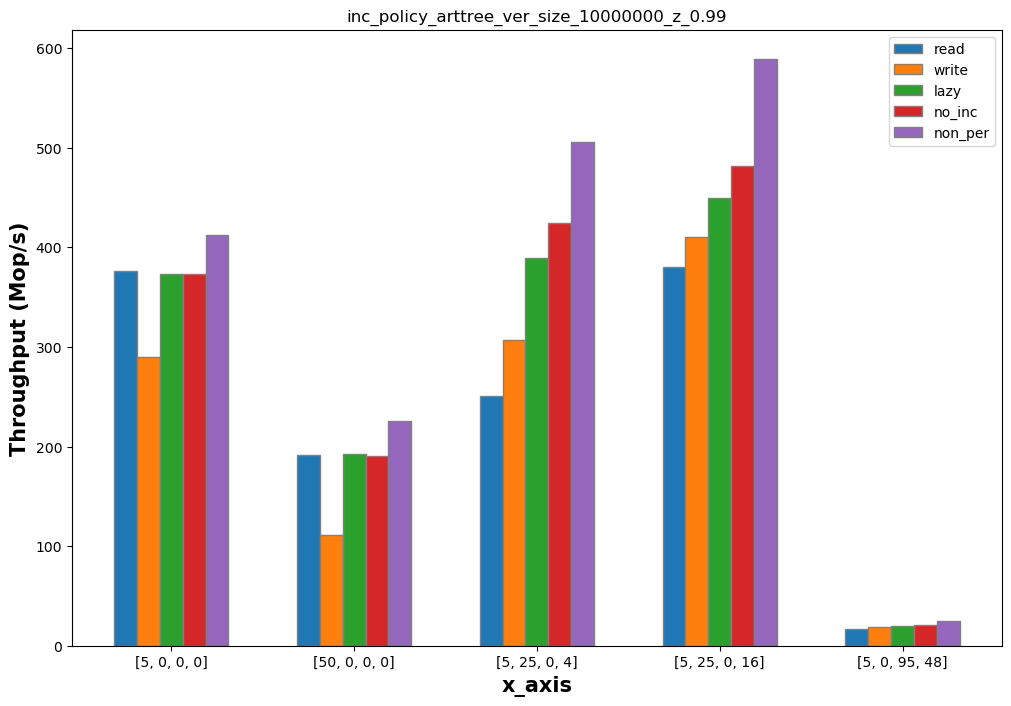 inc_policy_arttree_ver_size_10000000_z_0.99
600
500
400
300
200
100
0
Throughput (Mop/s)
read
write
lazy
no_inc
non_per
[5, 0, 0, 0]
[50, 0, 0, 0]
[5, 25, 0, 4]
[5, 25, 0, 16]
[5, 0, 95, 48]
x_axis